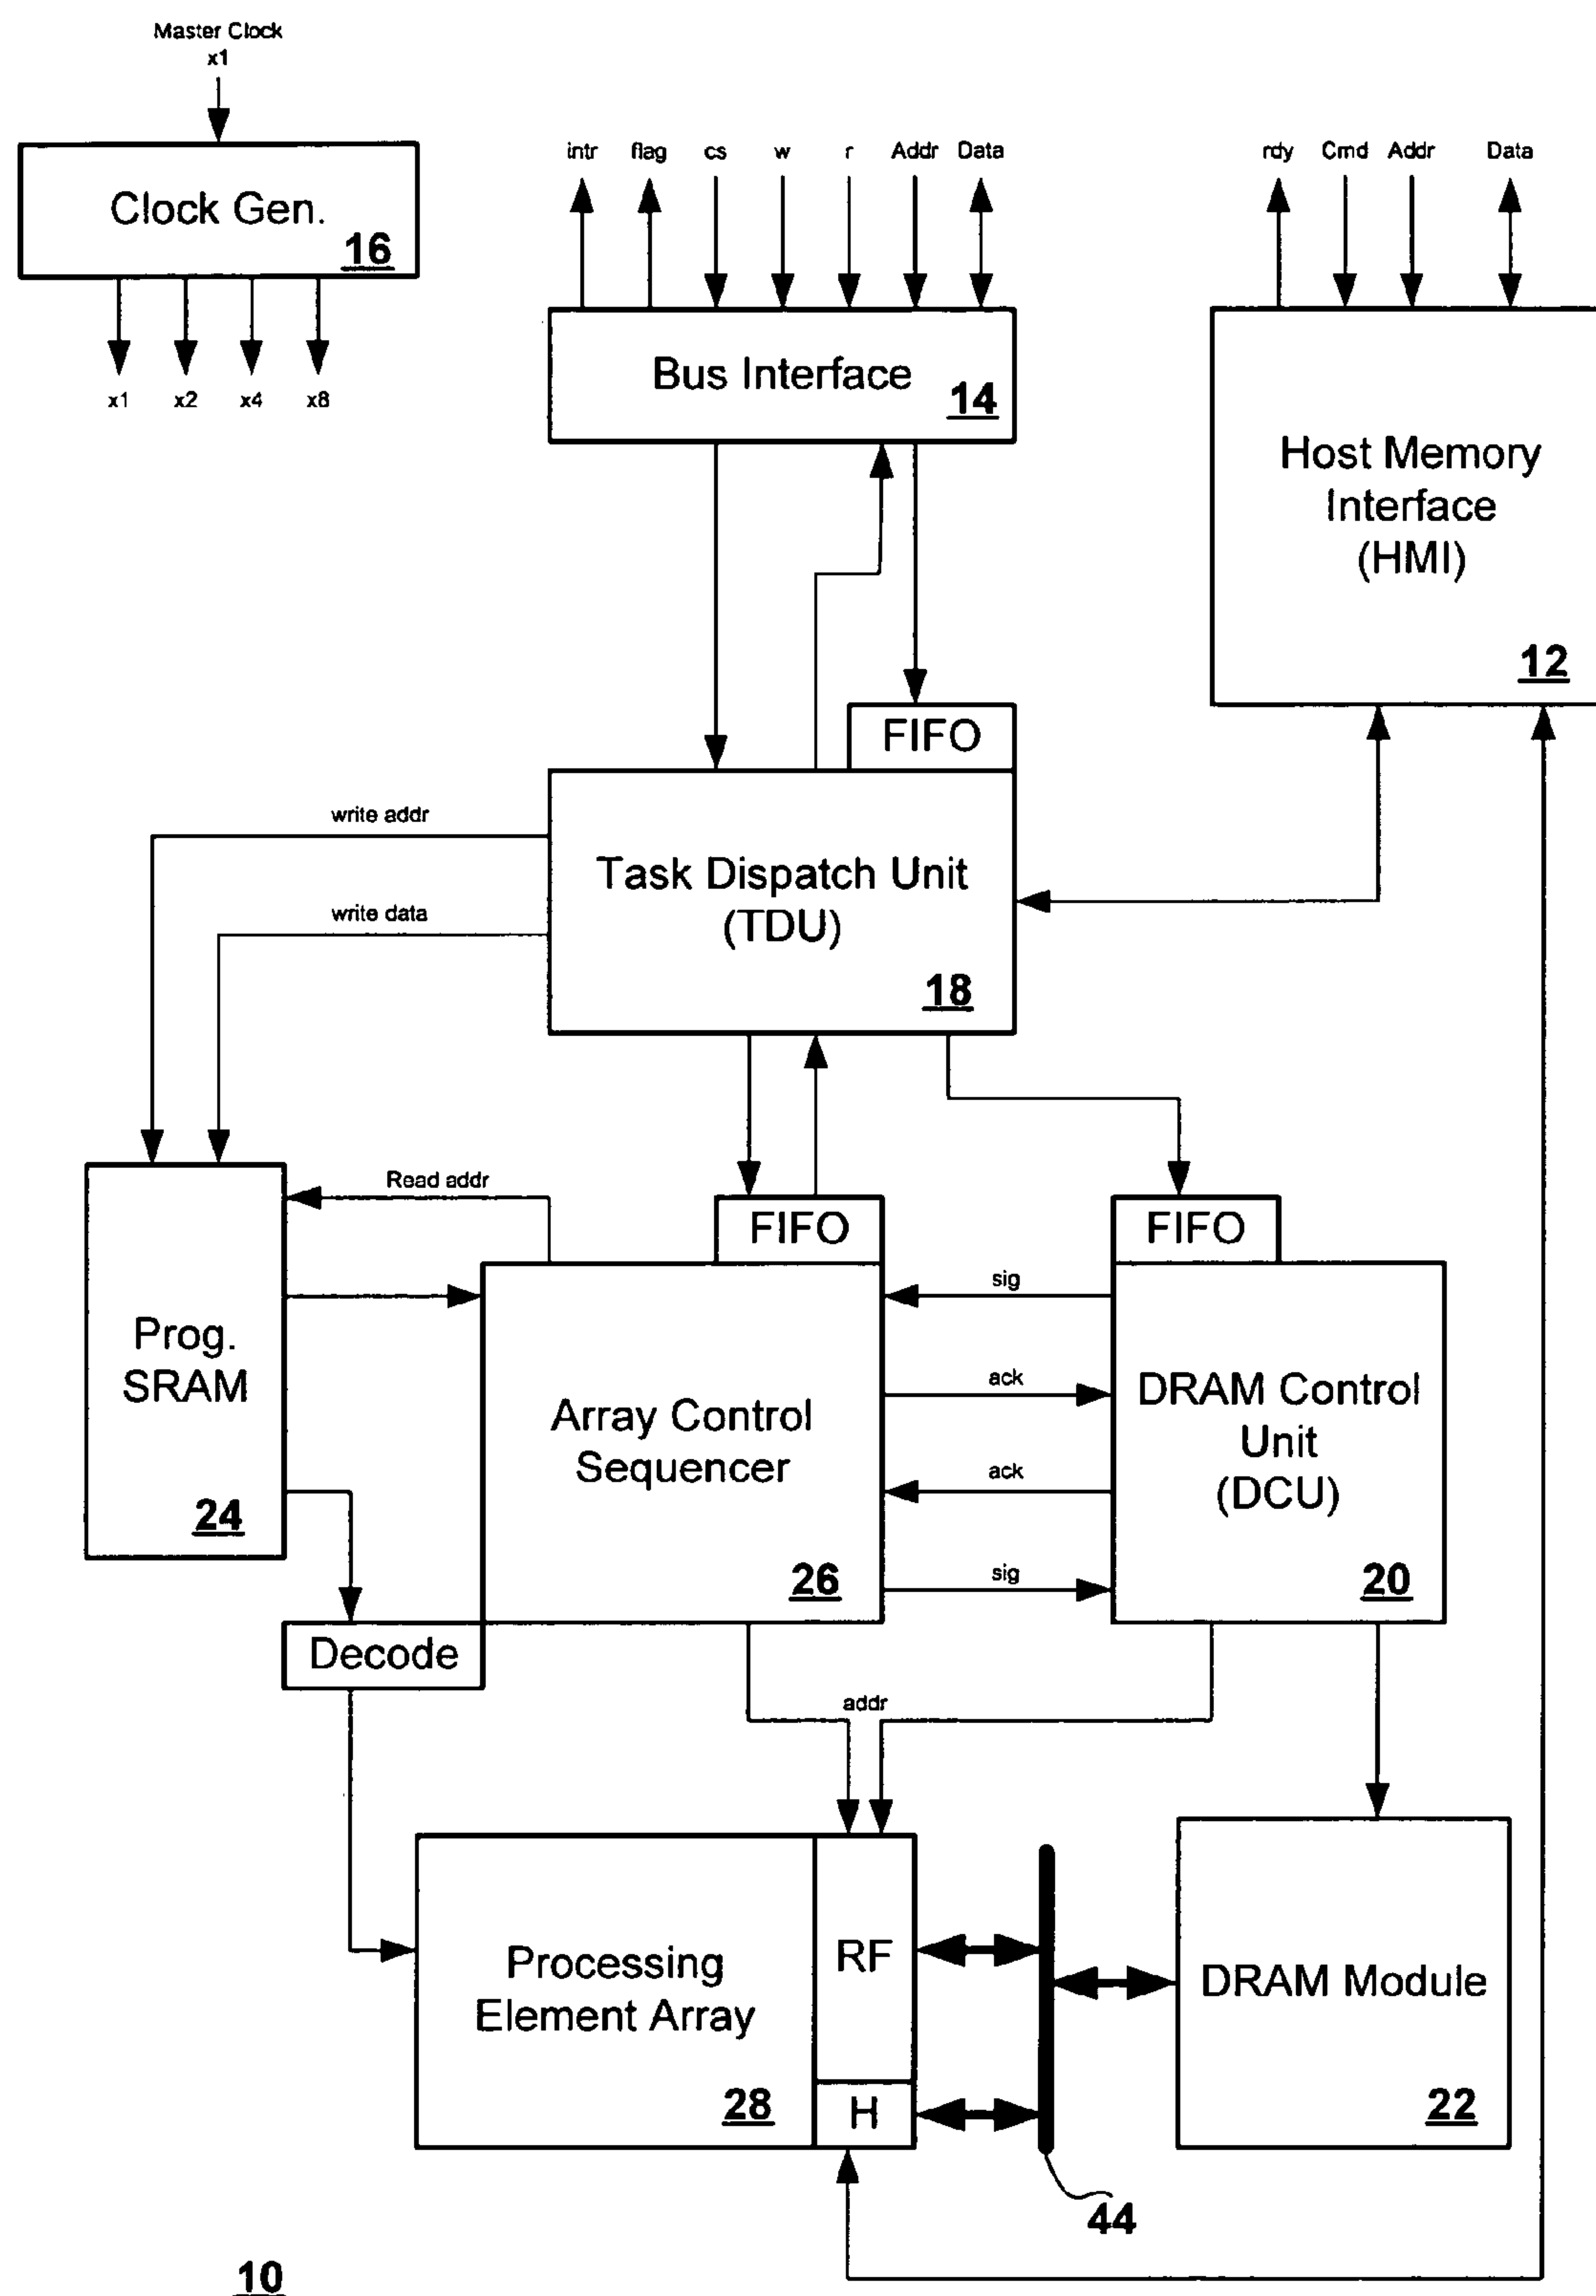 Master Clock
x1
Clock Gen.
16
x1 x2 x4 x8
intr flag cs w r Addr Data
Bus Interface
14
rdy Cmd Addr Data
Host Memory
Interface
(HMI)
12
FIFO
Task Dispatch Unit
(TDU)
18
write addr
write data
Read addr
Prog.
SRAM
24
FIFO
Array Control
Sequencer
26
sig
ack
ack
sig
FIFO
DRAM Control
Unit
(DCU)
20
Decode
addr
Processing
Element Array
28
RF
H
DRAM Module
22
44
10